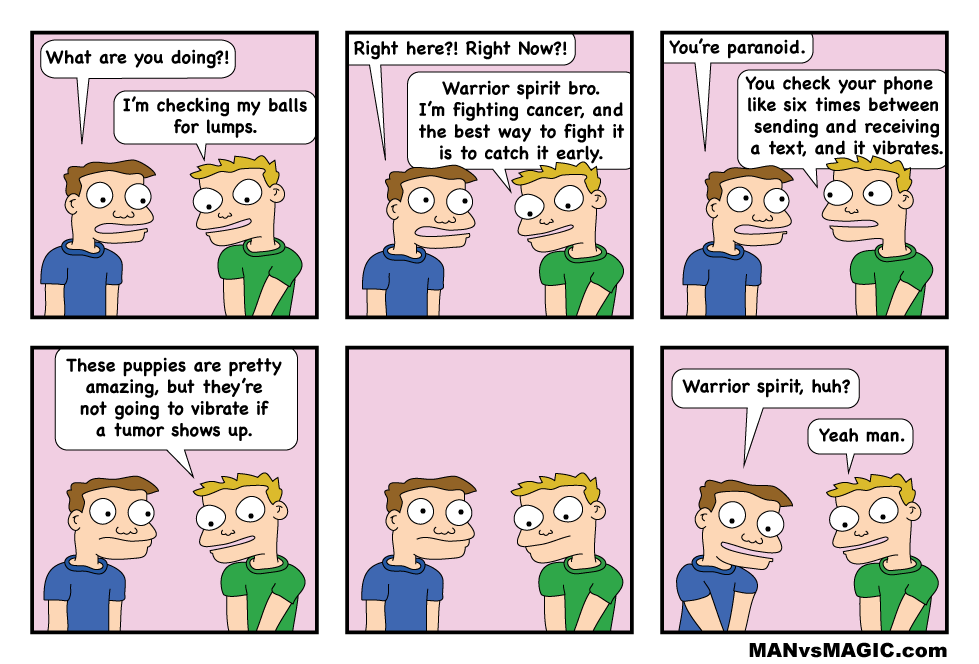 What are you doing?!
I'm checking my balls
for lumps.
Right here?! Right Now?!
Warrior spirit bro.
I'm fighting cancer, and
the best way to fight it
is to catch it early.
You're paranoid.
You check your phone
like six times between
sending and receiving
a text, and it vibrates.
These puppies are pretty
amazing, but they're
not going to vibrate if
a tumor shows up.
Warrior spirit, huh?
Yeah man.
MANvsMAGIC.com